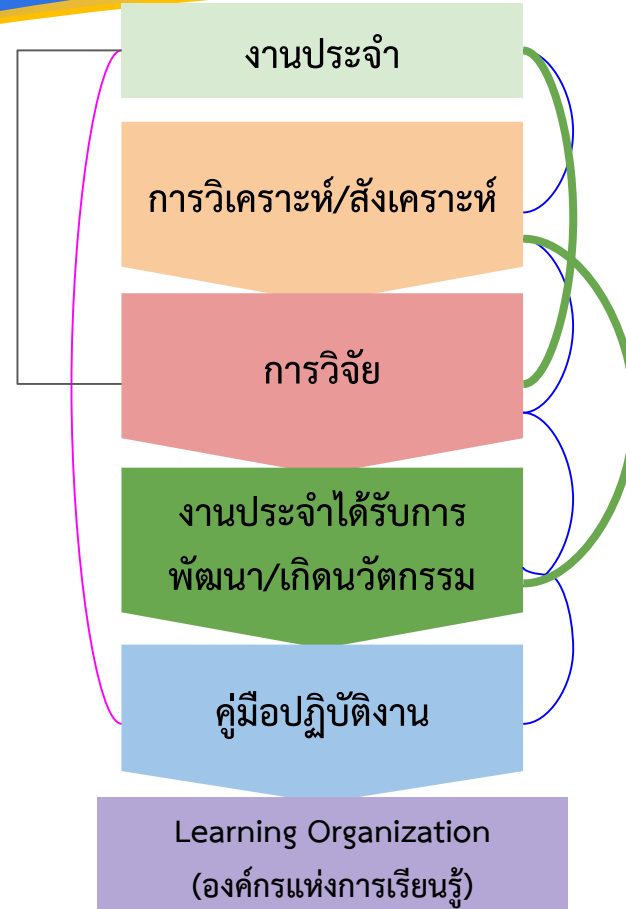 งานประจำ
การวิเคราะห์/สังเคราะห์
การวิจัย
งานประจำได้รับการ
พัฒนา/เกิดนวัตกรรม
คู่มือปฏิบัติงาน
Learning Organization
(องค์กรแห่งการเรียนรู้)